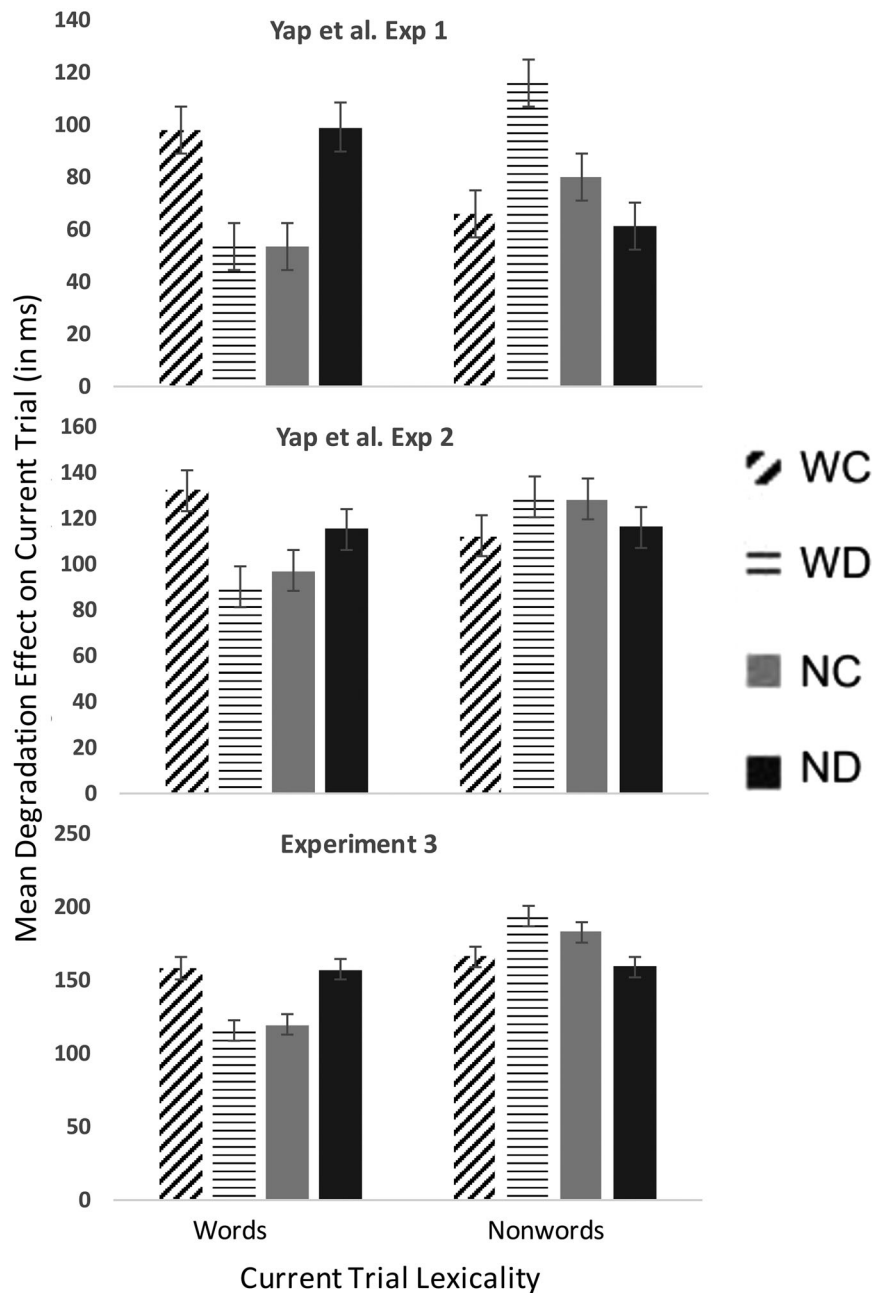 Mean Degradation Effect on Current Trial (in ms)
Yap et al. Exp 1
140
120
100
80
60
40
20
0
Yap et al. Exp 2
160
140
120
100
80
60
40
20
0
Experiment 3
250
200
150
100
50
0
Words Nonwords
Current Trial Lexicality
WC
WD
NC
ND